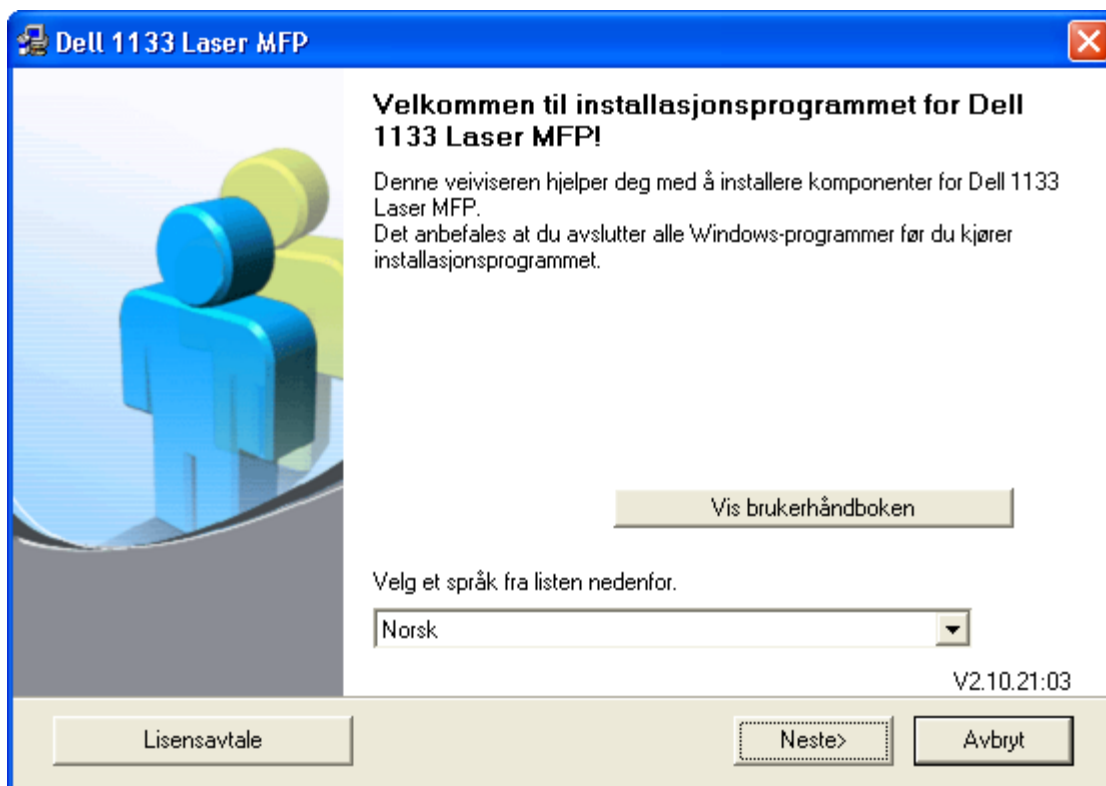 Dell 1133 Laser MFP
Velkommen til installasjonsprogrammet for Dell
1133 Laser MFP!
Denne veiviseren hjelper deg med å installere komponenter for Dell 1133
Laser MFP.
Det anbefales at du avslutter alle Windows-programmer før du kjører
installasjonsprogrammet.
Vis brukerhåndboken
Velg et språk fra listen nedenfor.
Norsk
V2.10.21:03
Lisensavtale
Neste>
Avbryt